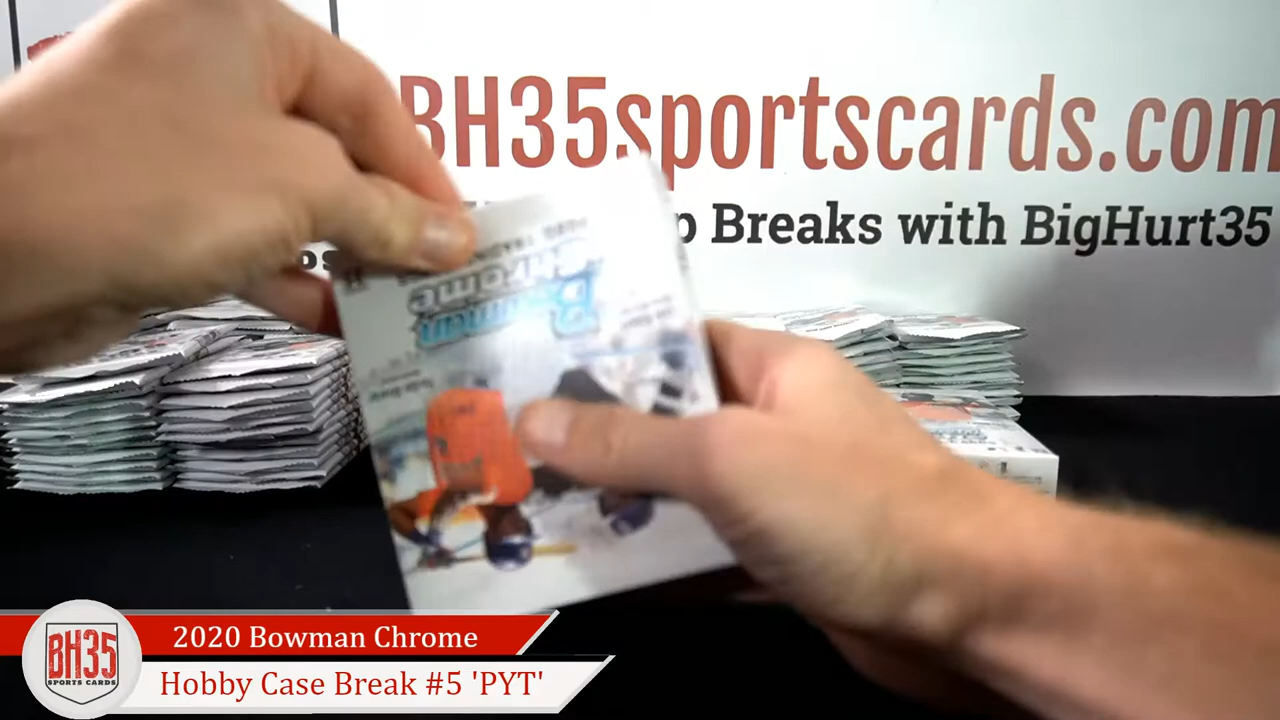 BH35sportscards.com
p Breaks with BigHurt35
Bowman
Chrome
2020 Bowman Chrome
Hobby Case Break #5 'PYT'
BH35
SPORTS CARDS